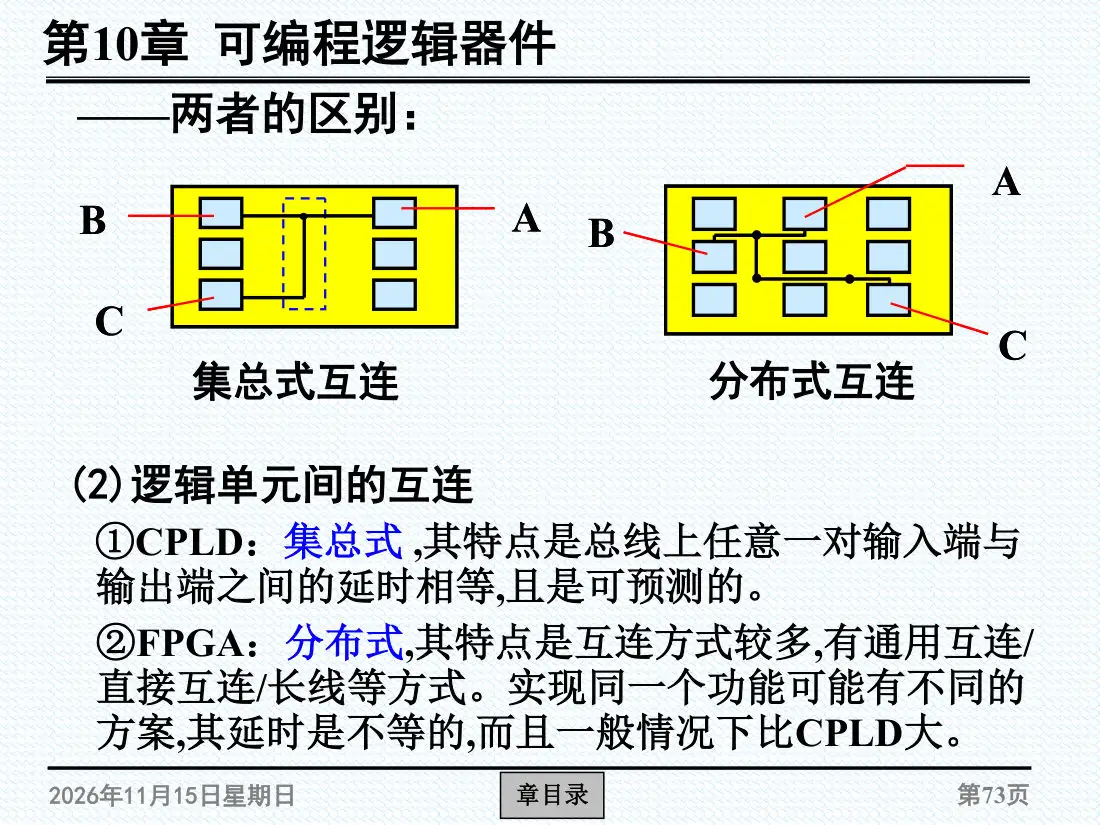 第10章 可编程逻辑器件
——两者的区别：
B
A
C
A
B
C
集总式互连
分布式互连
(2)逻辑单元间的互连
①CPLD：集总式 ,其特点是总线上任意一对输入端与
输出端之间的延时相等,且是可预测的。
②FPGA：分布式,其特点是互连方式较多,有通用互连/
直接互连/长线等方式。实现同一个功能可能有不同的
方案,其延时是不等的,而且一般情况下比CPLD大。
2026年11月15日星期日
章目录
第73页